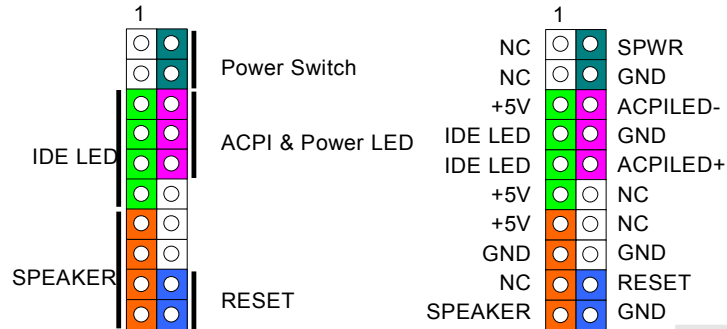 1
Power Switch
ACPI & Power LED
IDE LED
SPEAKER
RESET
1
NC SPWR
NC GND
+5V ACPILED-
IDE LED GND
IDE LED ACPILED+
+5V NC
+5V NC
GND GND
NC RESET
SPEAKER GND